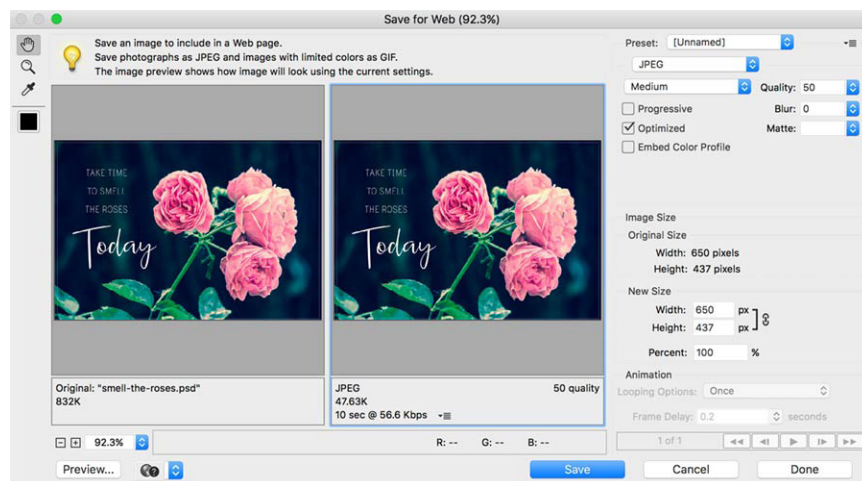 Save for Web (92.3%)
Save an image to include in a Web page.
Save photographs as JPEG and images with limited colors as GIF.
The image preview shows how image will look using the current settings.
TAKE TIME
TO SMELL
THE ROSES
Today
TAKE TIME
TO SMELL
THE ROSES
Today
Original: "smell-the-roses.psd"
832K
JPEG 50 quality
47.63K
10 sec @ 56.6 Kbps
92.3% R: -- G: -- B: --
Preview... Save Cancel Done
Preset: [Unnamed]
JPEG
Medium Quality: 50
Progressive Blur: 0
Optimized Matte:
Embed Color Profile
Image Size
Original Size
Width: 650 pixels
Height: 437 pixels
New Size
Width: 650 px
Height: 437 px
Percent: 100 %
Animation
Looping Options: Once
Frame Delay: 0.2 seconds
1 of 1